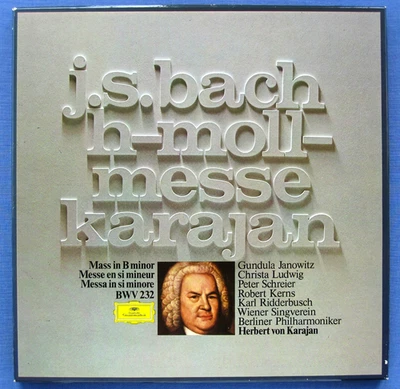 j.s.bach
h-moll-
messe
karajan
Mass in B minor
Messe en si mineur
Messa in si minore
BWV 232
Gundula Janowitz
Christa Ludwig
Peter Schreier
Robert Kerns
Karl Ridderbusch
Wiener Singverein
Berliner Philharmoniker
Herbert von Karajan